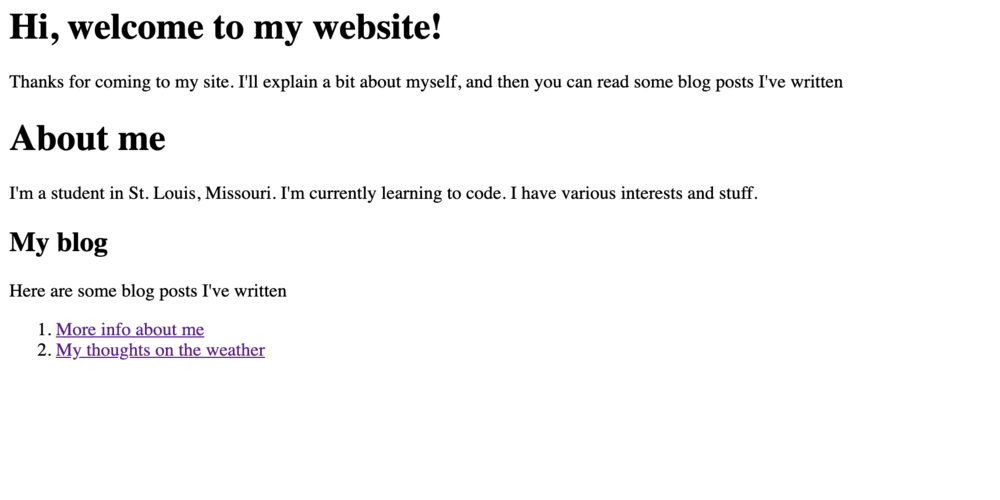 Hi, welcome to my website!
Thanks for coming to my site. I'll explain a bit about myself, and then you can read some blog posts I've written
About me
I'm a student in St. Louis, Missouri. I'm currently learning to code. I have various interests and stuff.
My blog
Here are some blog posts I've written
1. More info about me
2. My thoughts on the weather